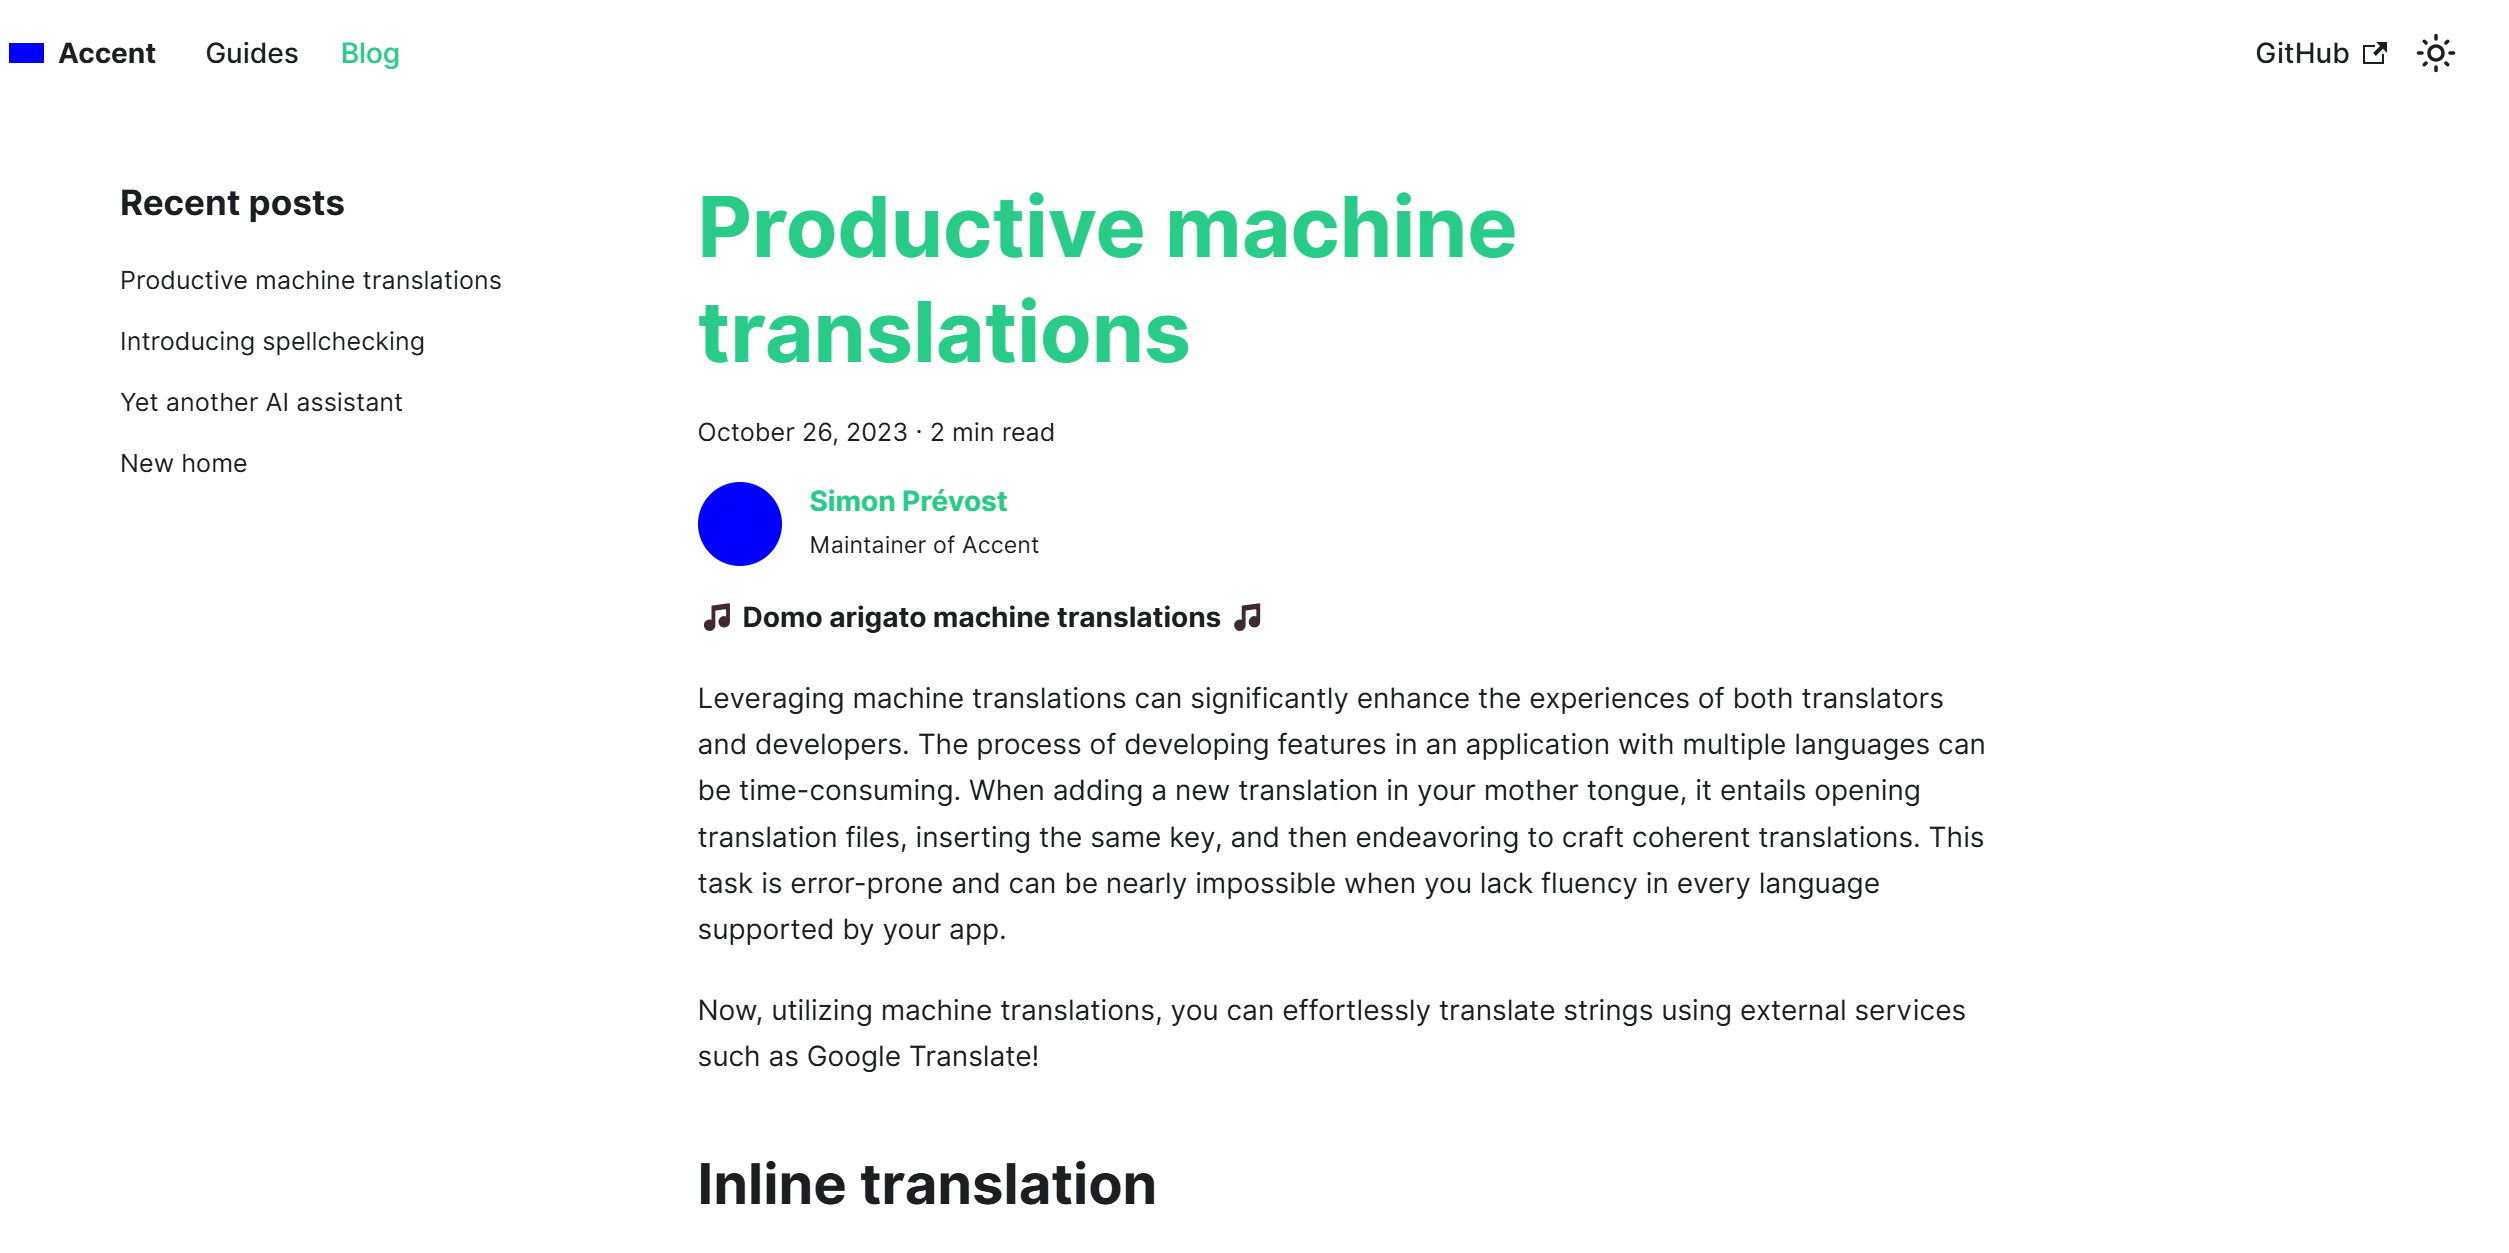 Accent Guides Blog GitHub
Recent posts
Productive machine translations
Introducing spellchecking
Yet another AI assistant
New home
Productive machine
translations
October 26, 2023 · 2 min read
Simon Prévost
Maintainer of Accent
🎵 Domo arigato machine translations 🎵
Leveraging machine translations can significantly enhance the experiences of both translators
and developers. The process of developing features in an application with multiple languages can
be time-consuming. When adding a new translation in your mother tongue, it entails opening
translation files, inserting the same key, and then endeavoring to craft coherent translations. This
task is error-prone and can be nearly impossible when you lack fluency in every language
supported by your app.
Now, utilizing machine translations, you can effortlessly translate strings using external services
such as Google Translate!
Inline translation